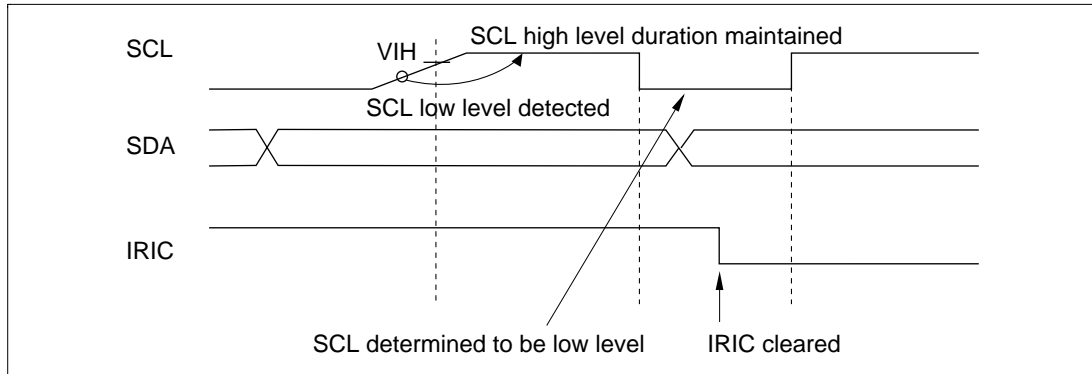 SCL
VIH
SCL high level duration maintained
SCL low level detected
SDA
IRIC
SCL determined to be low level
IRIC cleared